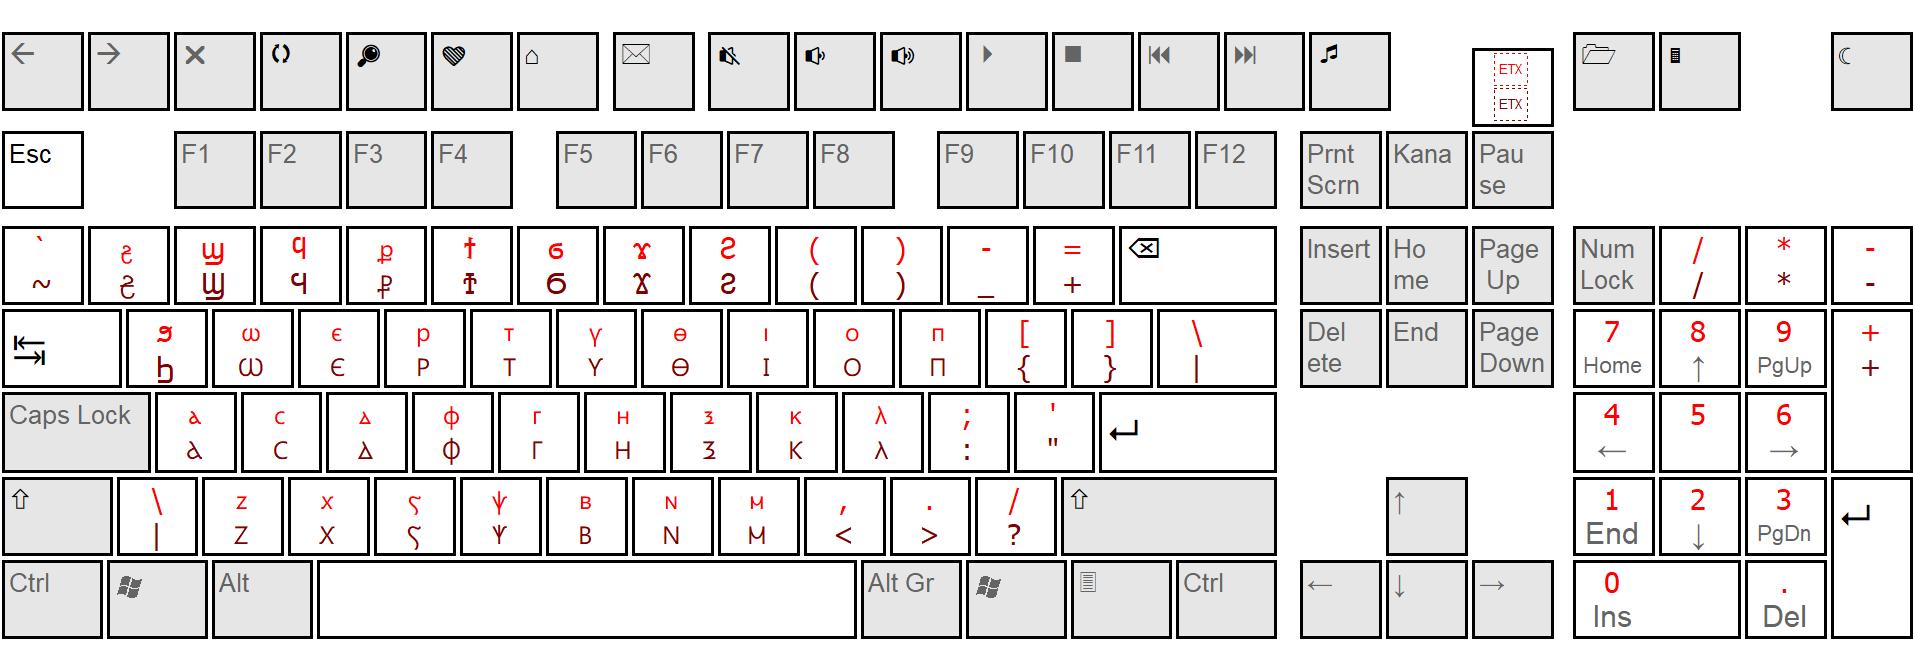 ETX
ETX
Esc F1 F2 F3 F4 F5 F6 F7 F8 F9 F10 F11 F12 Prnt Scrn Kana Pause
` ⳓ ϣ ϥ ⳁ ϯ ϭ ϫ ϩ ( ) - = Insert Home Page Up Num Lock / * -
~ Ⳓ Ϣ Ϥ Ⳁ Ϯ Ϭ Ϫ Ϩ ( ) _ + / * -
ⲱ ⲉ ⲣ ⲧ ⲩ ⲑ ⲓ ⲟ ⲡ [ ] \ Delete End Page Down 7 8 9 +
Ⲱ Ⲉ Ⲣ Ⲧ Ⲩ Ⲑ Ⲓ Ⲟ Ⲡ { } | Home ↑ PgUp +
Caps Lock ⲁ ⲥ ⲇ ⲫ ⲅ ⲏ ⲝ ⲕ ⲗ ; ' 4 5 6
Ⲁ Ⲥ Ⲇ Ⲫ Ⲅ Ⲏ Ⲝ Ⲕ Ⲗ : " ← →
⇧ \ ⲍ ⲭ ⲋ ⲯ ⲃ ⲛ ⲙ , . / ⇧ ↑ 1 2 3
| Ⲍ Ⲭ Ⲋ Ⲯ Ⲃ Ⲛ Ⲙ < > ? End ↓ PgDn
Ctrl Alt Alt Gr Ctrl ← ↓ → 0 .
Ins Del